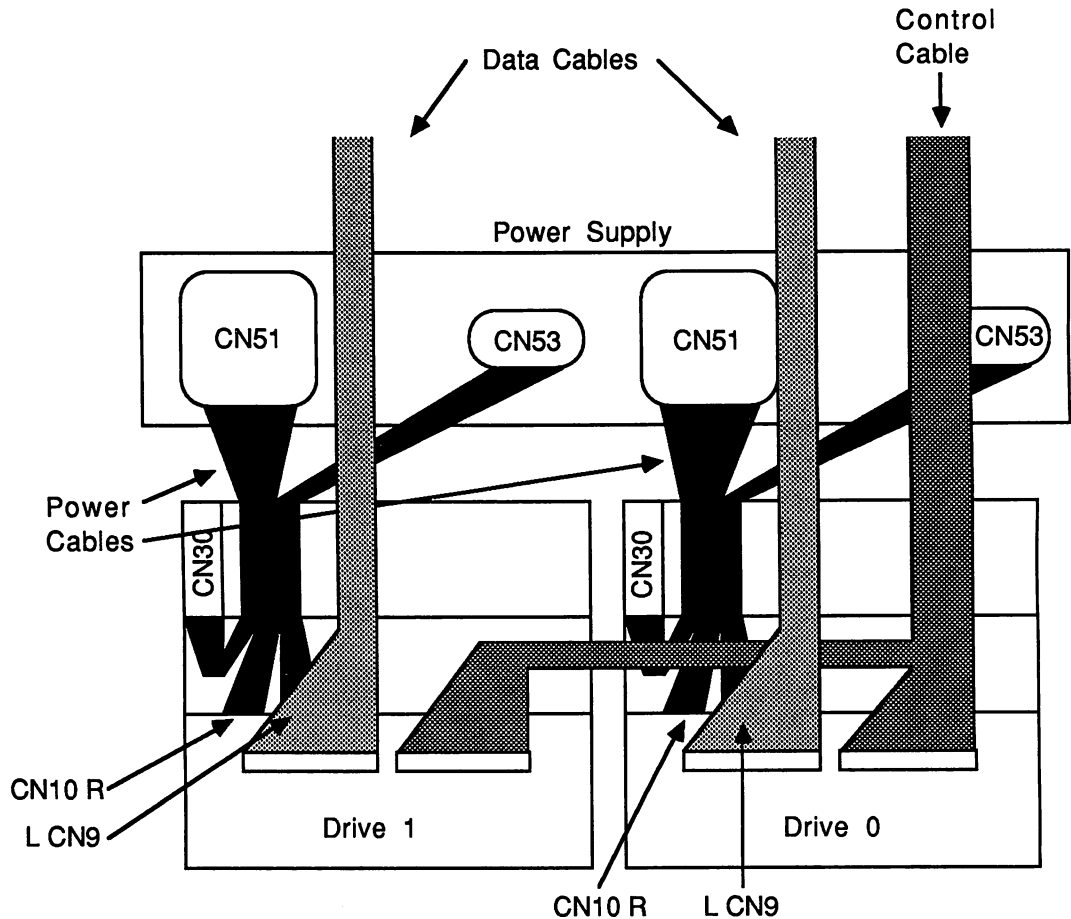 Control
Cable
Data Cables
Power Supply
CN51
CN53
CN51
CN53
Power
Cables
CN30
CN30
CN10 R
L CN9
Drive 1
Drive 0
CN10 R
L CN9